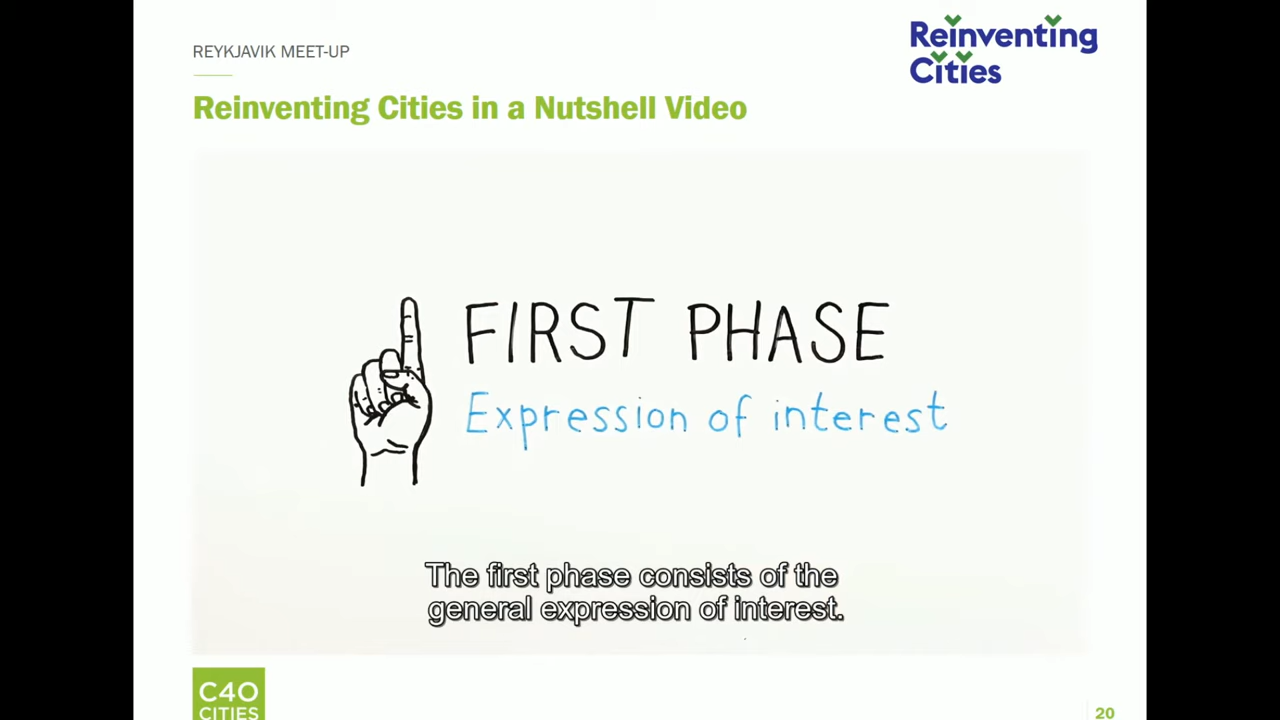 REYKJAVIK MEET-UP
Reinventing
Cities
Reinventing Cities in a Nutshell Video
FIRST PHASE
Expression of interest
The first phase consists of the
general expression of interest.
C40
CITIES
20